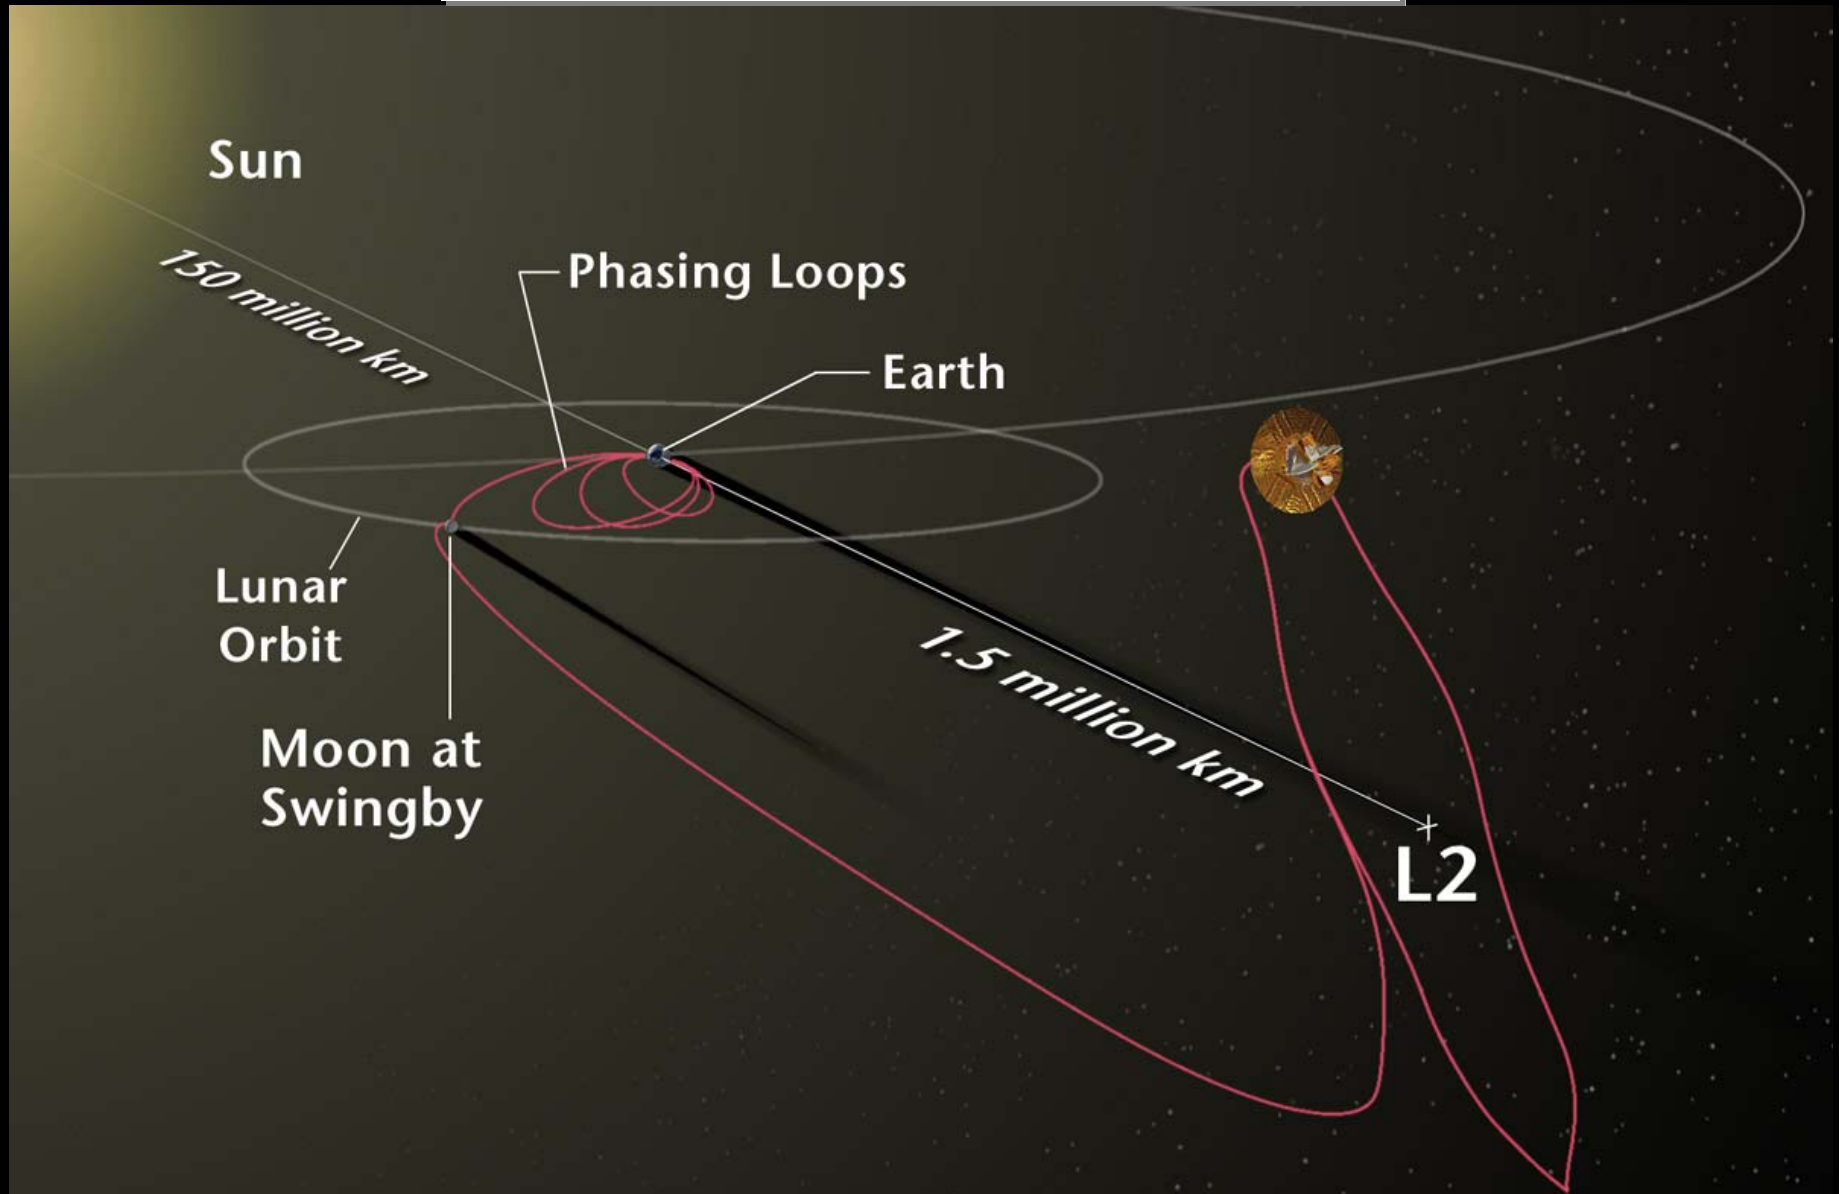 Sun
150 million km
Phasing Loops
Earth
Lunar
Orbit
1.5 million km
Moon at
Swingby
L2